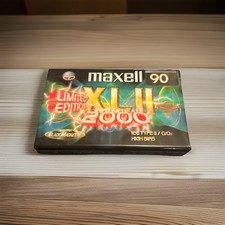 maxell 90
LIMITED
EDITION
XLII
2000
HIGH BIAS